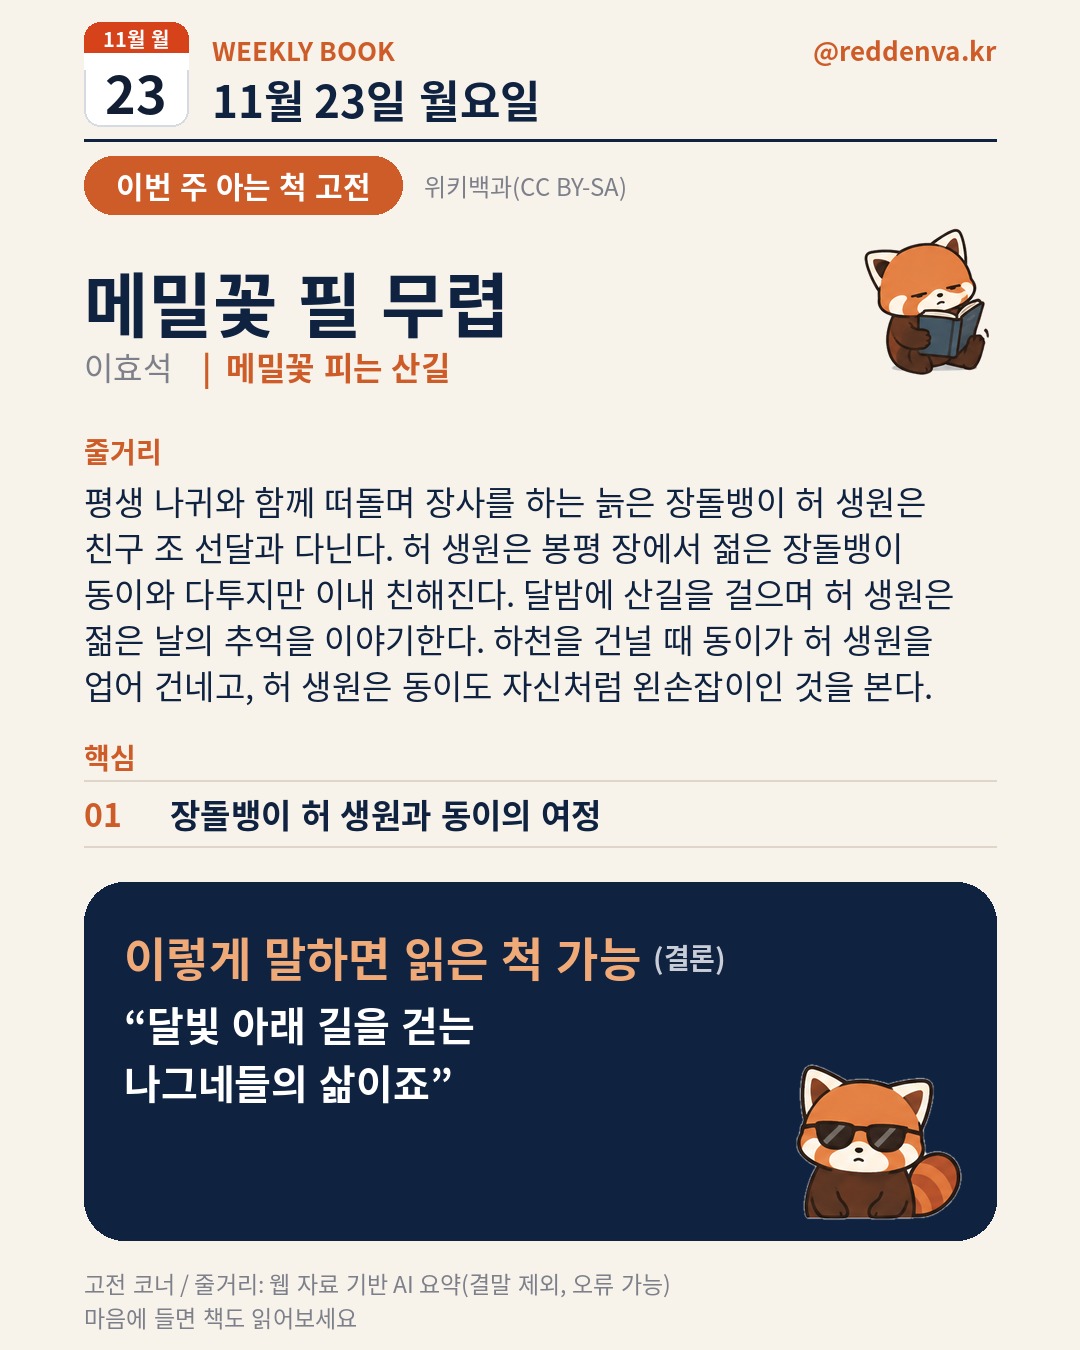 11월 월
23
WEEKLY BOOK
11월 23일 월요일
@reddenva.kr
이번 주 아는 척 고전
위키백과(CC BY-SA)
메밀꽃 필 무렵
이효석 | 메밀꽃 피는 산길
줄거리
평생 나귀와 함께 떠돌며 장사를 하는 늙은 장돌뱅이 허 생원은
친구 조 선달과 다닌다. 허 생원은 봉평 장에서 젊은 장돌뱅이
동이와 다투지만 이내 친해진다. 달밤에 산길을 걸으며 허 생원은
젊은 날의 추억을 이야기한다. 하천을 건널 때 동이가 허 생원을
업어 건네고, 허 생원은 동이도 자신처럼 왼손잡이인 것을 본다.
핵심
01 장돌뱅이 허 생원과 동이의 여정
이렇게 말하면 읽은 척 가능 (결론)
“달빛 아래 길을 걷는
나그네들의 삶이죠”
고전 코너 / 줄거리: 웹 자료 기반 AI 요약(결말 제외, 오류 가능)
마음에 들면 책도 읽어보세요